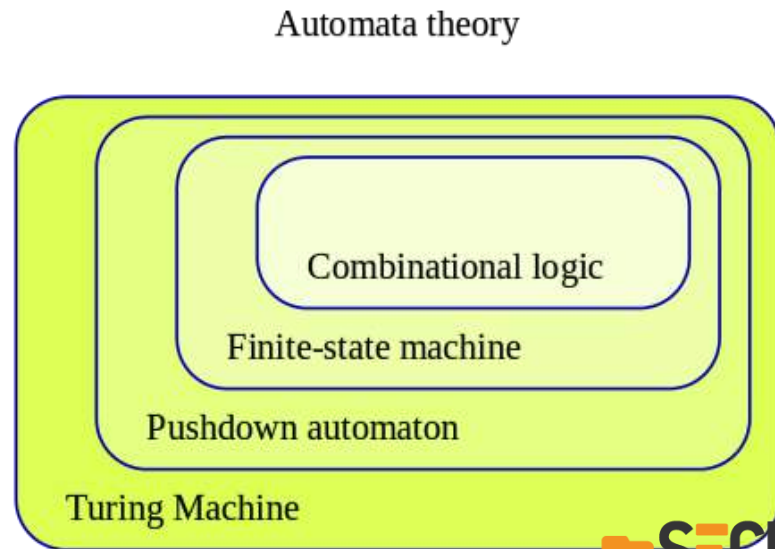 Automata theory
Combinational logic
Finite-state machine
Pushdown automaton
Turing Machine